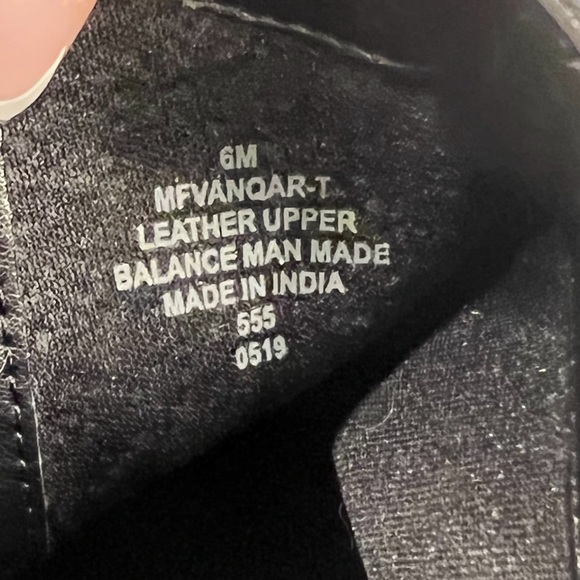 6M
MFVANQAR-T
LEATHER UPPER
BALANCE MAN MADE
MADE IN INDIA
555
0519